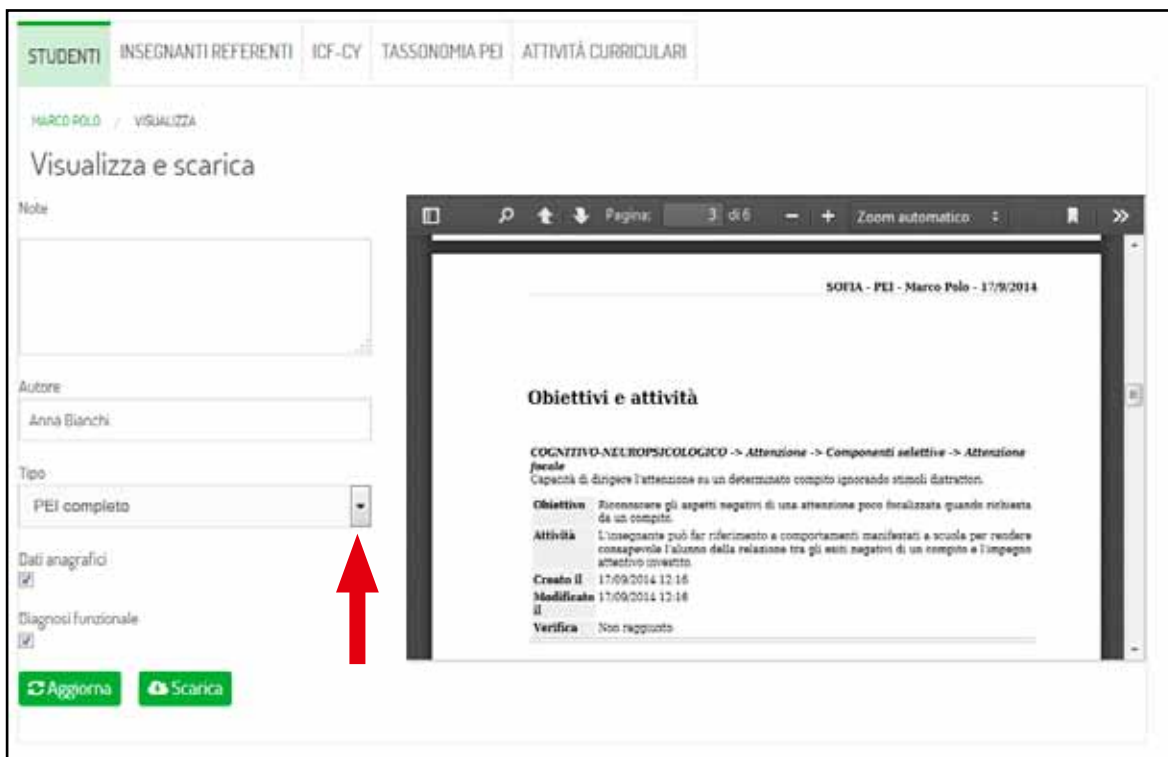 STUDENTI INSEGNANTI REFERENTI ICF-CY TASSONOMIA PEI ATTIVITÀ CURRICULARI
MARCO POLO / VISUALIZZA
Visualizza e scarica
Note
Autore
Anna Bianchi
Tipo
PEI completo
Dati anagrafici
Diagnosi funzionale
Aggiorna Scarica
Pagina: 3 di 6 Zoom automatico
SOFIA - PEI - Marco Polo - 17/9/2014
Obiettivi e attività
COGNITIVO-NEUROPSICOLOGICO -> Attenzione -> Componenti selettive -> Attenzione
focale
Capacità di dirigere l'attenzione su un determinato compito ignorando stimoli distrattori.
Obiettivo Riconoscere gli aspetti negativi di una attenzione poco focalizzata quando richiesta
da un compito.
Attività L'insegnante può far riferimento a comportamenti manifestati a scuola per rendere
consapevole l'alunno della relazione tra gli esiti negativi di un compito e l'impegno
attentivo investito.
Creato il 17/09/2014 12:16
Modificato 17/09/2014 12:16
il
Verifica Non raggiunto